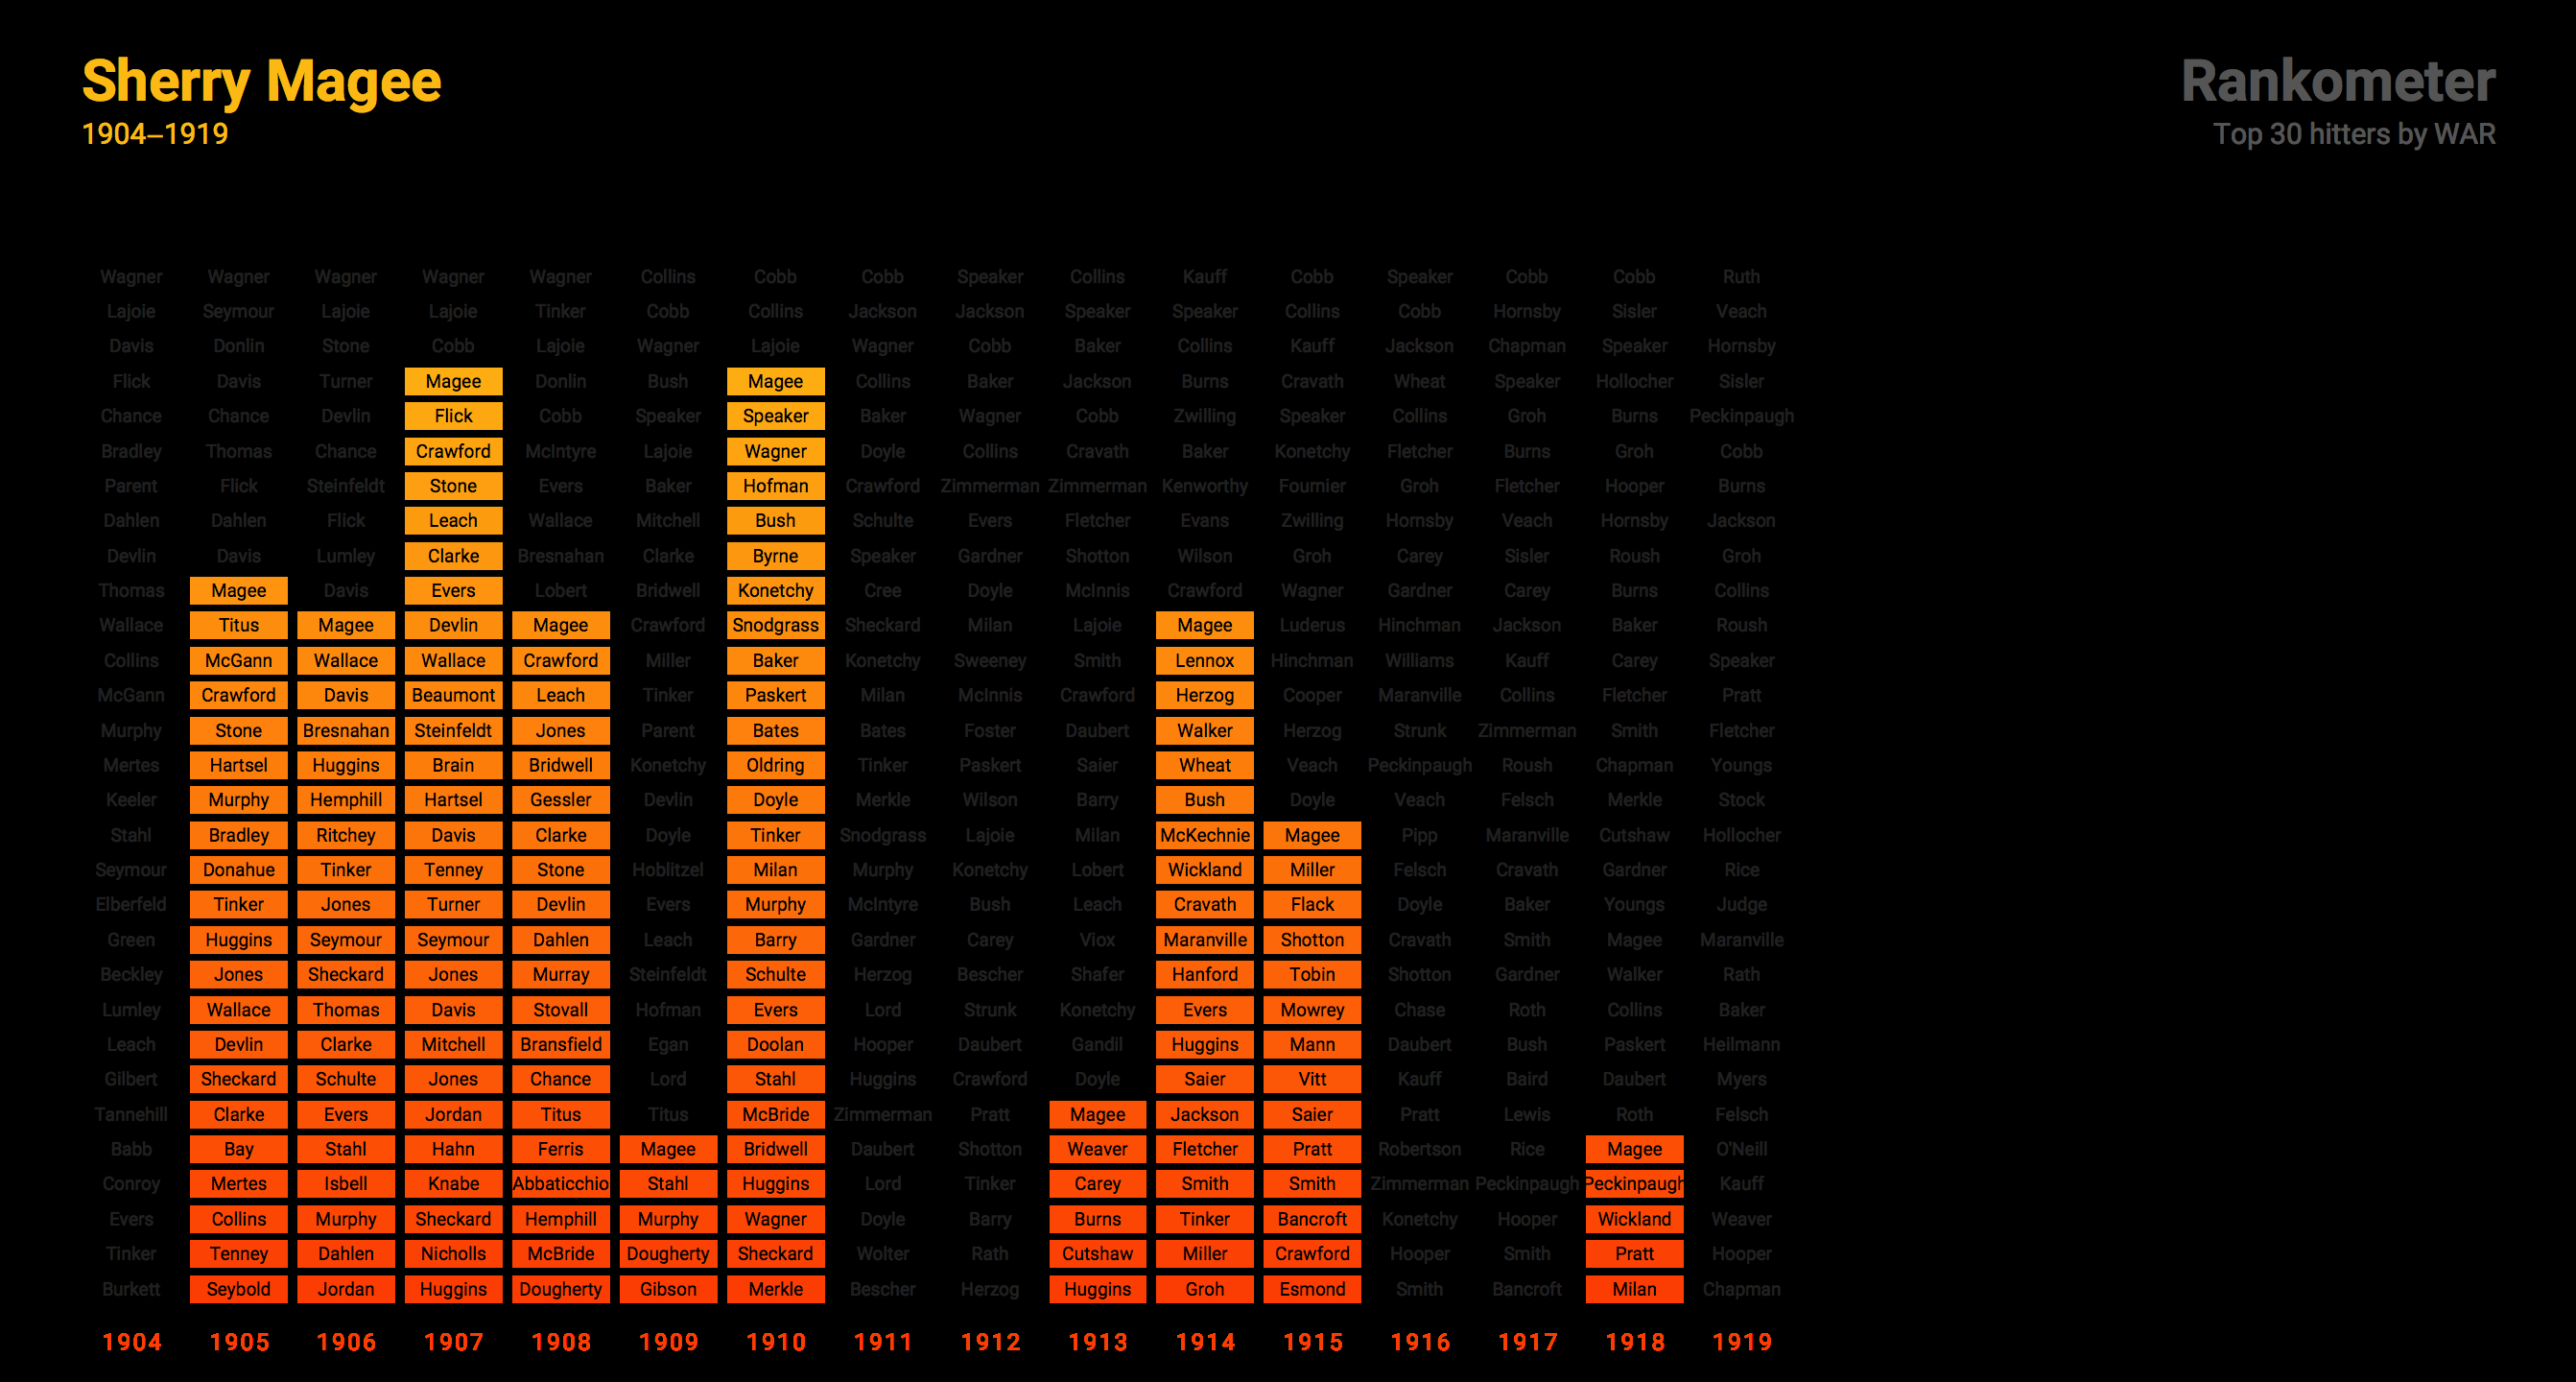 Sherry Magee
1904–1919
Rankometer
Top 30 hitters by WAR
Wagner Wagner Wagner Wagner Wagner Collins Cobb Cobb Speaker Collins Kauff Cobb Speaker Cobb Cobb Ruth
Lajoie Seymour Lajoie Lajoie Tinker Cobb Collins Jackson Jackson Speaker Speaker Collins Cobb Hornsby Sisler Veach
Davis Donlin Stone Cobb Lajoie Wagner Lajoie Wagner Cobb Baker Collins Kauff Jackson Chapman Speaker Hornsby
Flick Davis Turner Magee Donlin Bush Magee Collins Baker Jackson Burns Cravath Wheat Speaker Hollocher Sisler
Chance Chance Devlin Flick Cobb Speaker Speaker Baker Wagner Cobb Zwilling Speaker Collins Groh Burns Peckinpaugh
Bradley Thomas Chance Crawford McIntyre Lajoie Wagner Doyle Collins Cravath Baker Konetchy Fletcher Burns Groh Cobb
Parent Flick Steinfeldt Stone Evers Baker Hofman Crawford Zimmerman Zimmerman Kenworthy Fournier Groh Fletcher Hooper Burns
Dahlen Dahlen Flick Leach Wallace Mitchell Bush Schulte Evers Fletcher Evans Zwilling Hornsby Veach Hornsby Jackson
Devlin Davis Lumley Clarke Bresnahan Clarke Byrne Speaker Gardner Shotton Wilson Groh Carey Sisler Roush Groh
Thomas Magee Davis Evers Lobert Bridwell Konetchy Cree Doyle McInnis Crawford Wagner Gardner Carey Burns Collins
Wallace Titus Magee Devlin Magee Crawford Snodgrass Sheckard Milan Lajoie Magee Luderus Hinchman Jackson Baker Roush
Collins McGann Wallace Wallace Crawford Miller Baker Konetchy Sweeney Smith Lennox Hinchman Williams Kauff Carey Speaker
McGann Crawford Davis Beaumont Leach Tinker Paskert Milan McInnis Crawford Herzog Cooper Maranville Collins Fletcher Pratt
Murphy Stone Bresnahan Steinfeldt Jones Parent Bates Bates Foster Daubert Walker Herzog Strunk Zimmerman Smith Fletcher
Mertes Hartsel Huggins Brain Bridwell Konetchy Oldring Tinker Paskert Saier Wheat Veach Peckinpaugh Roush Chapman Youngs
Keeler Murphy Hemphill Hartsel Gessler Devlin Doyle Merkle Wilson Barry Bush Doyle Veach Felsch Merkle Stock
Stahl Bradley Ritchey Davis Clarke Doyle Tinker Snodgrass Lajoie Milan McKechnie Magee Pipp Maranville Cutshaw Hollocher
Seymour Donahue Tinker Tenney Stone Hoblitzel Milan Murphy Konetchy Lobert Wickland Miller Felsch Cravath Gardner Rice
Elberfeld Tinker Jones Turner Devlin Evers Murphy McIntyre Bush Leach Cravath Flack Doyle Baker Youngs Judge
Green Huggins Seymour Seymour Dahlen Leach Barry Gardner Carey Viox Maranville Shotton Cravath Smith Magee Maranville
Beckley Jones Sheckard Jones Murray Steinfeldt Schulte Herzog Bescher Shafer Hanford Tobin Shotton Gardner Walker Rath
Lumley Wallace Thomas Davis Stovall Hofman Evers Lord Strunk Konetchy Evers Mowrey Chase Roth Collins Baker
Leach Devlin Clarke Mitchell Bransfield Egan Doolan Hooper Daubert Gandil Huggins Mann Daubert Bush Paskert Heilmann
Gilbert Sheckard Schulte Jones Chance Lord Stahl Huggins Crawford Doyle Saier Vitt Kauff Baird Daubert Myers
Tannehill Clarke Evers Jordan Titus Titus McBride Zimmerman Pratt Magee Jackson Saier Pratt Lewis Roth Felsch
Babb Bay Stahl Hahn Ferris Magee Bridwell Daubert Shotton Weaver Fletcher Pratt Robertson Rice Magee O'Neill
Conroy Mertes Isbell Knabe Abbaticchio Stahl Huggins Lord Tinker Carey Smith Smith Zimmerman Peckinpaugh Peckinpaugh Kauff
Evers Collins Murphy Sheckard Hemphill Murphy Wagner Doyle Barry Burns Tinker Bancroft Konetchy Hooper Wickland Weaver
Tinker Tenney Dahlen Nicholls McBride Dougherty Sheckard Wolter Rath Cutshaw Miller Crawford Hooper Smith Pratt Hooper
Burkett Seybold Jordan Huggins Dougherty Gibson Merkle Bescher Herzog Huggins Groh Esmond Smith Bancroft Milan Chapman
1904 1905 1906 1907 1908 1909 1910 1911 1912 1913 1914 1915 1916 1917 1918 1919